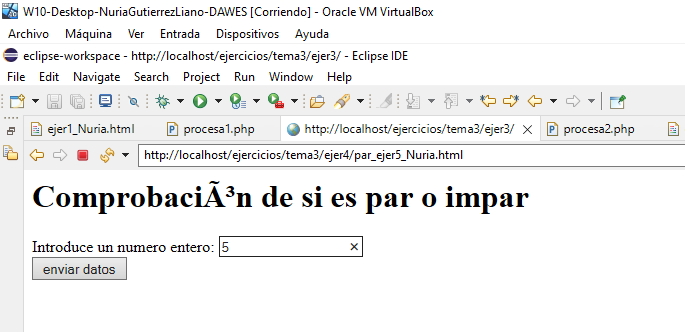 W10-Desktop-NuriaGutierrezLiano-DAWES [Corriendo] - Oracle VM VirtualBox
Archivo Máquina Ver Entrada Dispositivos Ayuda
eclipse-workspace - http://localhost/ejercicios/tema3/ejer3/ - Eclipse IDE
File Edit Navigate Search Project Run Window Help
ejer1_Nuria.html procesa1.php http://localhost/ejercicios/tema3/ejer3/ procesa2.php
http://localhost/ejercicios/tema3/ejer4/par_ejer5_Nuria.html
ComprobaciÃ³n de si es par o impar
Introduce un numero entero: 5
enviar datos